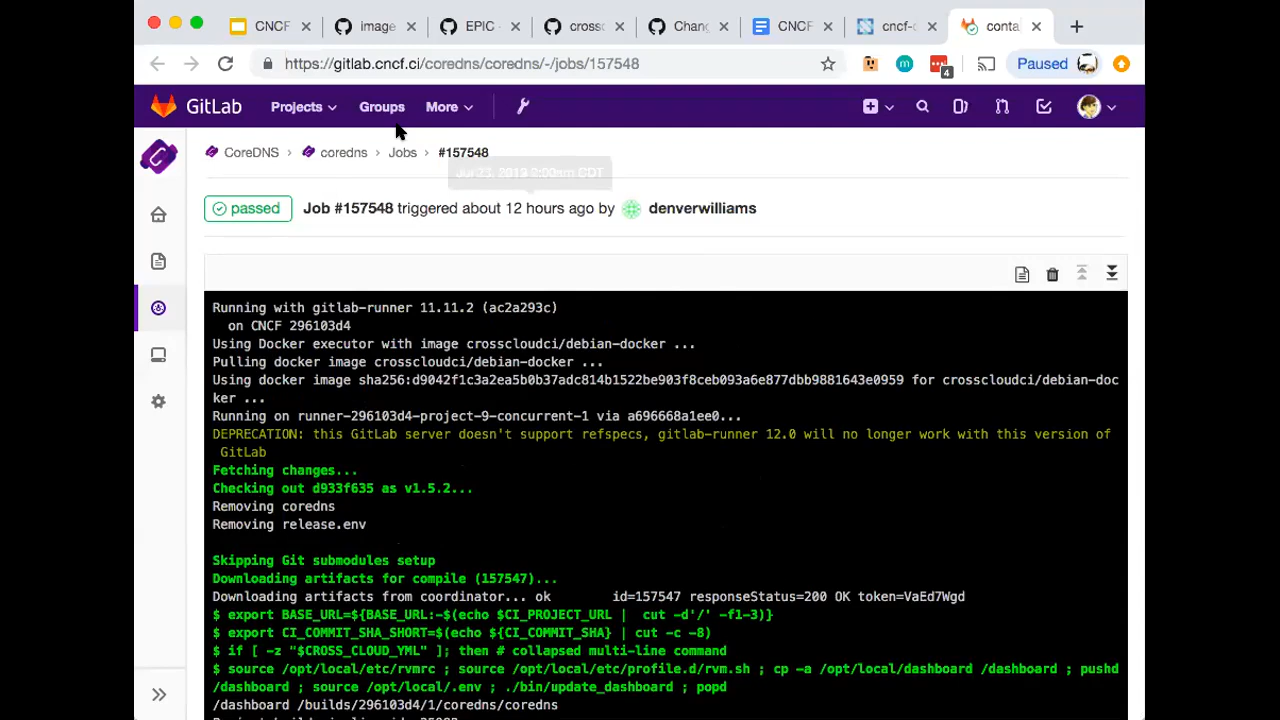 CNCF
image
EPIC
cross
Chang
CNCF
cncf-c
conta
https://gitlab.cncf.ci/coredns/coredns/-/jobs/157548
4
Paused
GitLab
Projects
Groups
More
CoreDNS › coredns › Jobs › #157548
passed
Job #157548 triggered about 12 hours ago by denverwilliams
Running with gitlab-runner 11.11.2 (ac2a293c)
on CNCF 296103d4
Using Docker executor with image crosscloudci/debian-docker ...
Pulling docker image crosscloudci/debian-docker ...
Using docker image sha256:d9042f1c3a2ea5b0b37adc814b1522be903f8ceb093a6e877dbb9881643e0959 for crosscloudci/debian-doc
ker ...
Running on runner-296103d4-project-9-concurrent-1 via a696668a1ee0...
DEPRECATION: this GitLab server doesn't support refspecs, gitlab-runner 12.0 will no longer work with this version of
GitLab
Fetching changes...
Checking out d933f635 as v1.5.2...
Removing coredns
Removing release.env
Skipping Git submodules setup
Downloading artifacts for compile (157547)...
Downloading artifacts from coordinator... ok id=157547 responseStatus=200 OK token=VaEd7Wgd
$ export BASE_URL=${BASE_URL:-$(echo $CI_PROJECT_URL | cut -d'/' -f1-3)}
$ export CI_COMMIT_SHA_SHORT=$(echo ${CI_COMMIT_SHA} | cut -c -8)
$ if [ -z "$CROSS_CLOUD_YML" ]; then # collapsed multi-line command
$ source /opt/local/etc/rvmrc ; source /opt/local/etc/profile.d/rvm.sh ; cp -a /opt/local/dashboard /dashboard ; pushd
/dashboard ; source /opt/local/.env ; ./bin/update_dashboard ; popd
/dashboard /builds/296103d4/1/coredns/coredns